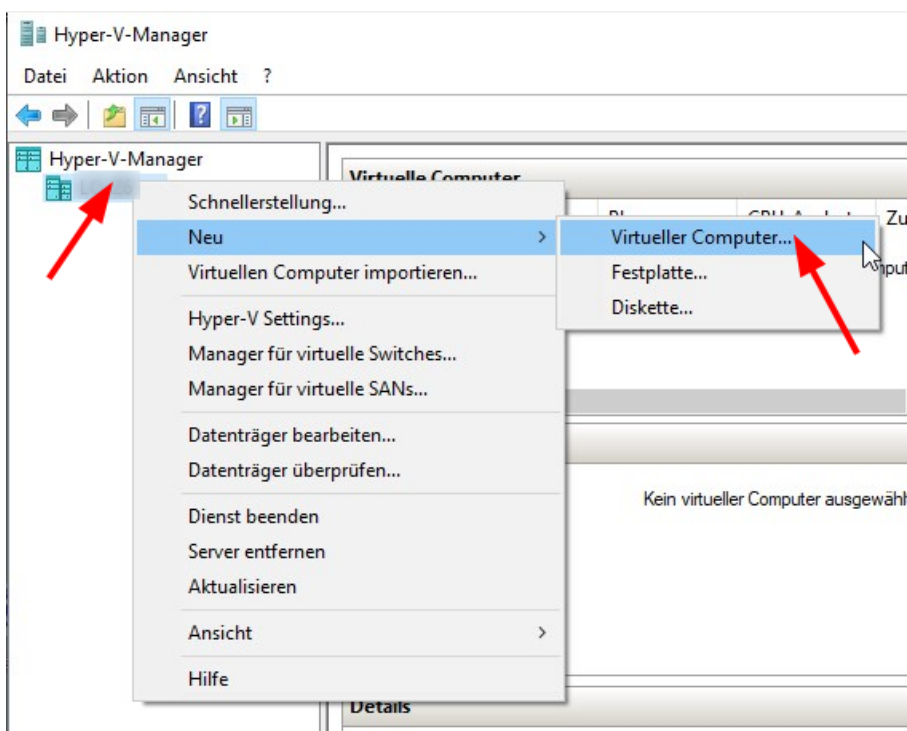 Hyper-V-Manager
Datei Aktion Ansicht ?
Hyper-V-Manager
Virtuelle Computer
Schnellerstellung...
Neu
Virtuellen Computer importieren...
Hyper-V Settings...
Manager für virtuelle Switches...
Manager für virtuelle SANs...
Datenträger bearbeiten...
Datenträger überprüfen...
Dienst beenden
Server entfernen
Aktualisieren
Ansicht
Hilfe
Zu
Virtueller Computer...
Festplatte...
Diskette...
Kein virtueller Computer ausgewähl
Details